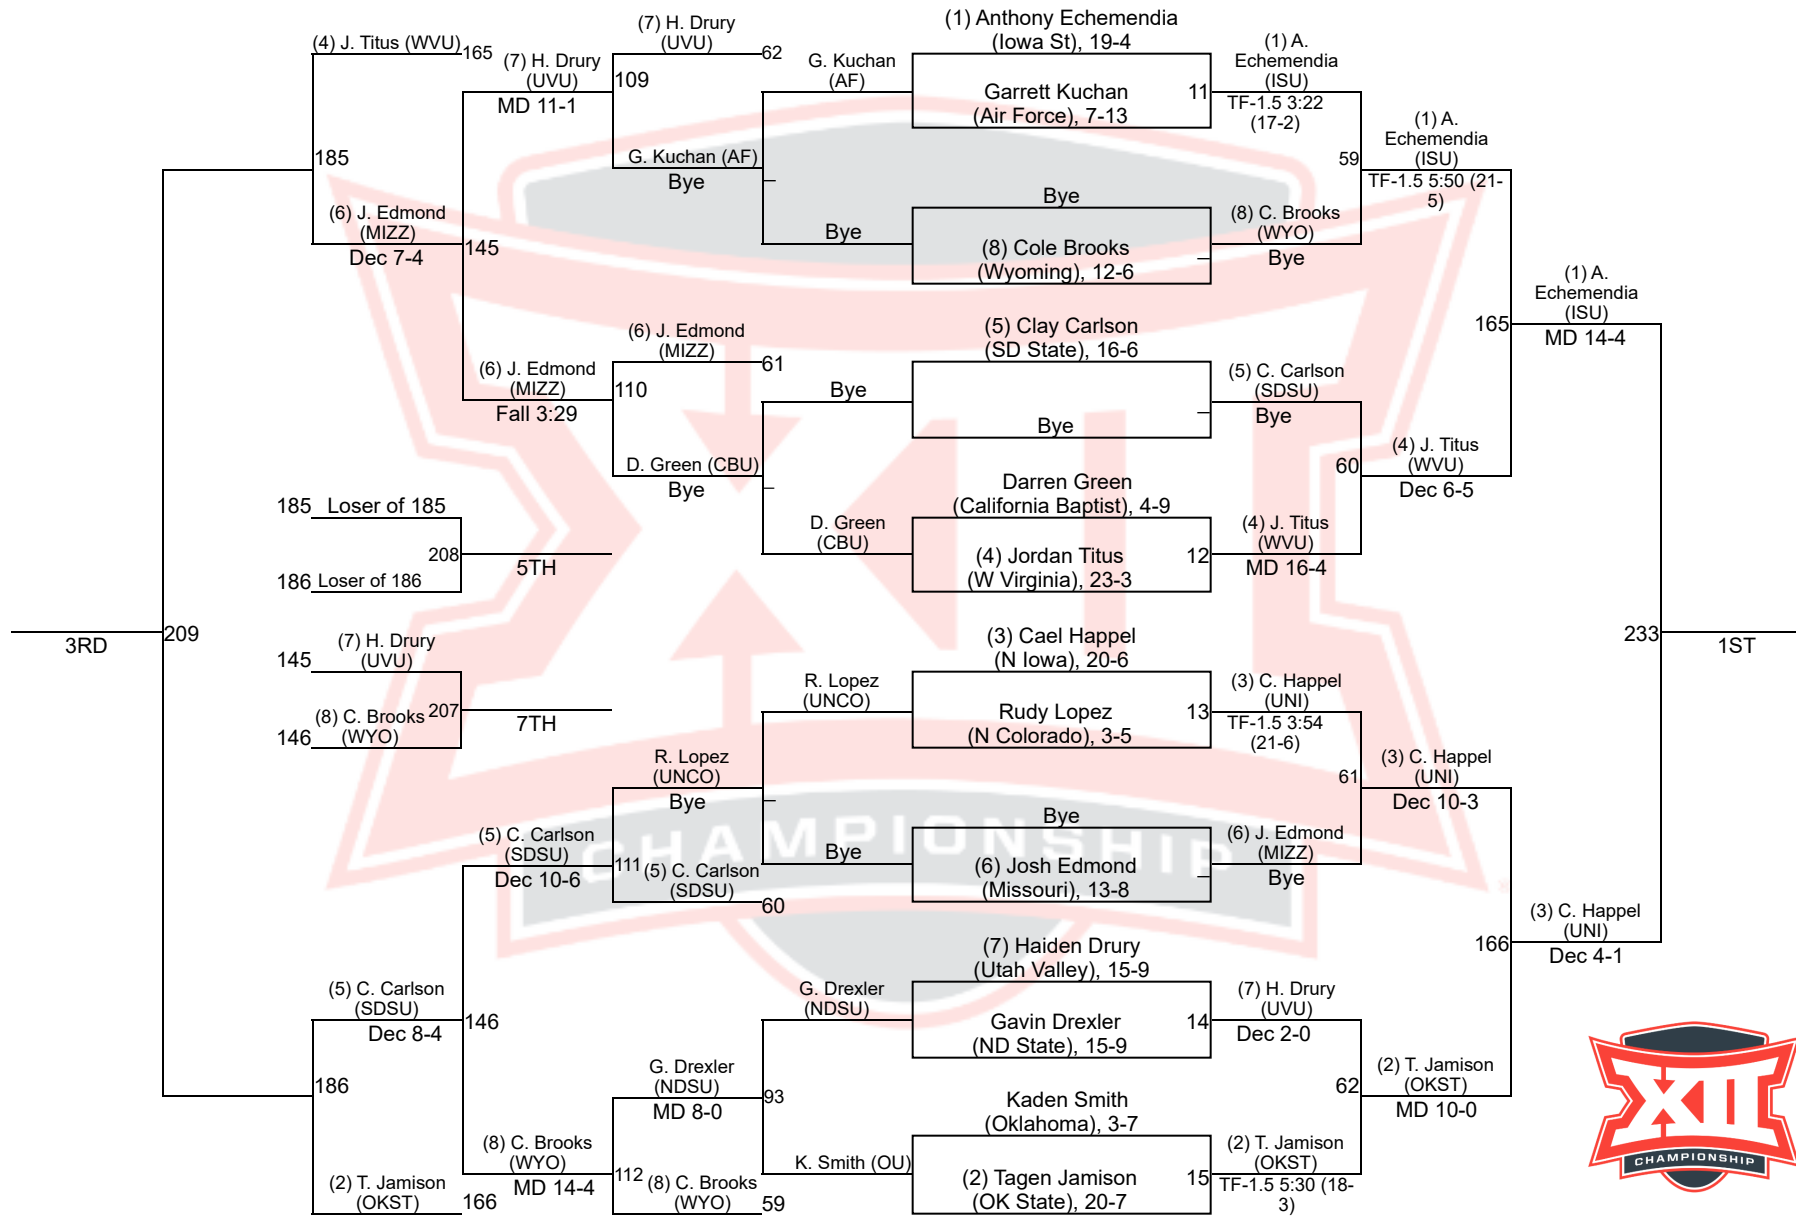 (1) Anthony Echemendia
(Iowa St), 19-4
Garrett Kuchan
(Air Force), 7-13
11
Bye
(8) Cole Brooks
(Wyoming), 12-6
(5) Clay Carlson
(SD State), 16-6
Bye
Darren Green
(California Baptist), 4-9
(4) Jordan Titus
(W Virginia), 23-3
12
(3) Cael Happel
(N Iowa), 20-6
Rudy Lopez
(N Colorado), 3-5
13
Bye
(6) Josh Edmond
(Missouri), 13-8
(7) Haiden Drury
(Utah Valley), 15-9
Gavin Drexler
(ND State), 15-9
14
Kaden Smith
(Oklahoma), 3-7
(2) Tagen Jamison
(OK State), 20-7
15
(1) A.
Echemendia
(ISU)
TF-1.5 3:22
(17-2)
59
(8) C. Brooks
(WYO)
Bye
(5) C. Carlson
(SDSU)
Bye
60
(4) J. Titus
(WVU)
MD 16-4
(3) C. Happel
(UNI)
TF-1.5 3:54
(21-6)
61
(6) J. Edmond
(MIZZ)
Bye
(7) H. Drury
(UVU)
Dec 2-0
62
(2) T. Jamison
(OKST)
TF-1.5 5:30 (18-
3)
(1) A.
Echemendia
(ISU)
TF-1.5 5:50 (21-
5)
165
(4) J. Titus
(WVU)
Dec 6-5
(3) C. Happel
(UNI)
Dec 10-3
166
(2) T. Jamison
(OKST)
MD 10-0
(1) A.
Echemendia
(ISU)
MD 14-4
233
1ST
(3) C. Happel
(UNI)
Dec 4-1
G. Kuchan
(AF)
Bye
Bye
D. Green
(CBU)
R. Lopez
(UNCO)
Bye
G. Drexler
(NDSU)
93
K. Smith (OU)
(7) H. Drury
(UVU)
62
109
G. Kuchan (AF)
Bye
(6) J. Edmond
(MIZZ)
61
110
D. Green (CBU)
Bye
R. Lopez
(UNCO)
Bye
111
(5) C. Carlson
(SDSU)
60
G. Drexler
(NDSU)
MD 8-0
112
(8) C. Brooks
(WYO)
59
(7) H. Drury
(UVU)
MD 11-1
145
(6) J. Edmond
(MIZZ)
Fall 3:29
(5) C. Carlson
(SDSU)
Dec 10-6
146
(8) C. Brooks
(WYO)
MD 14-4
(4) J. Titus (WVU)
165
185
(6) J. Edmond
(MIZZ)
Dec 7-4
185 Loser of 185
208
5TH
186 Loser of 186
145
(7) H. Drury
(UVU)
207
7TH
146
(8) C. Brooks
(WYO)
(5) C. Carlson
(SDSU)
Dec 8-4
186
(2) T. Jamison
(OKST)
166
209
3RD
XII
CHAMPIONSHIP
XII
CHAMPIONSHIP